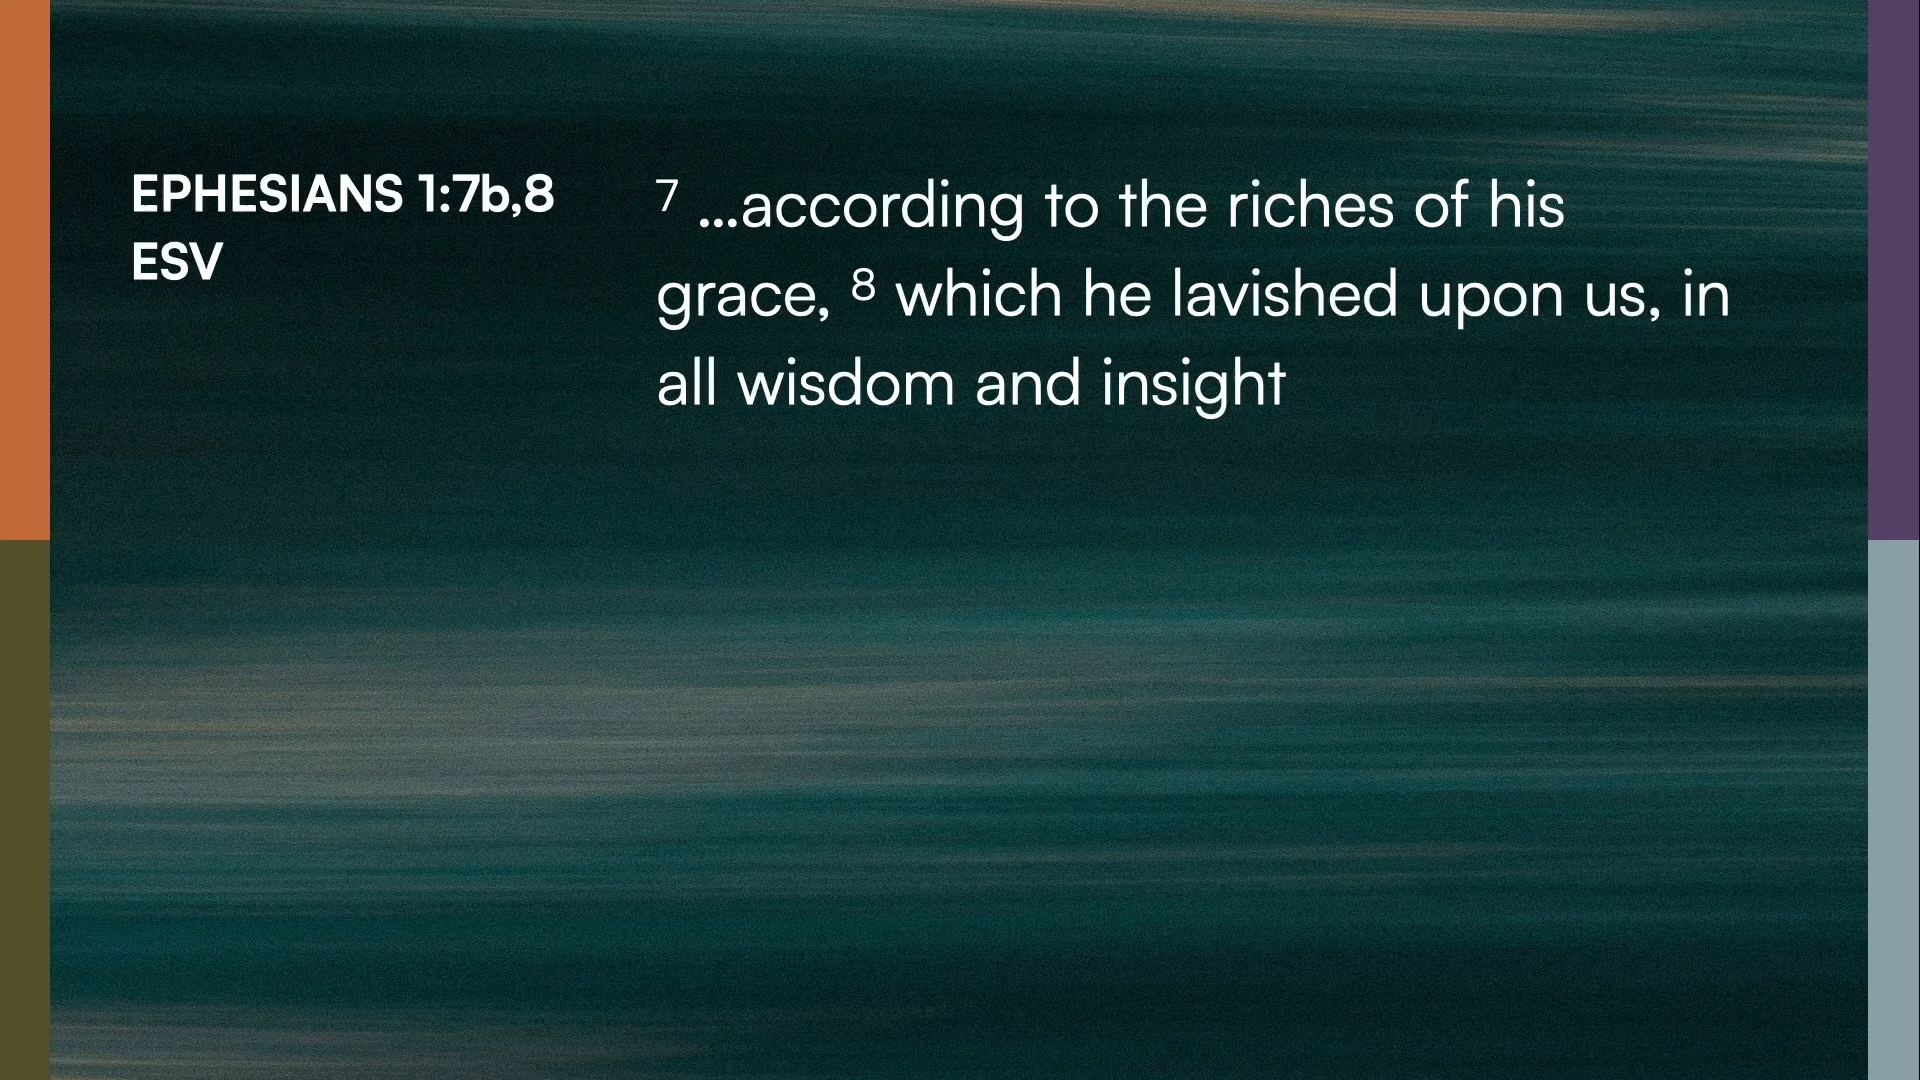 EPHESIANS 1:7b,8
ESV
⁷ ...according to the riches of his
grace, ⁸ which he lavished upon us, in
all wisdom and insight